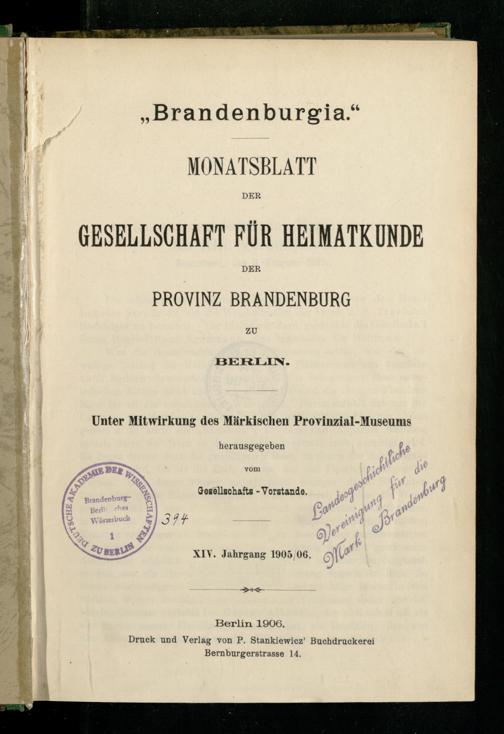 „Brandenburgia.“
MONATSBLATT
DER
GESELLSCHAFT FÜR HEIMATKUNDE
DER
PROVINZ BRANDENBURG
ZU
BERLIN.
Unter Mitwirkung des Märkischen Provinzial-Museums
herausgegeben
vom
Gesellschafts-Vorstande.
DEUTSCHE AKADEMIE DER WISSENSCHAFTEN
ZU BERLIN
Brandenburg-
Wörterbuch
1
394
Landesgeschichtliche
Vereinigung für die
Mark Brandenburg
XIV. Jahrgang 1905/06.
Berlin 1906.
Druck und Verlag von P. Stankiewicz' Buchdruckerei
Bernburgerstrasse 14.